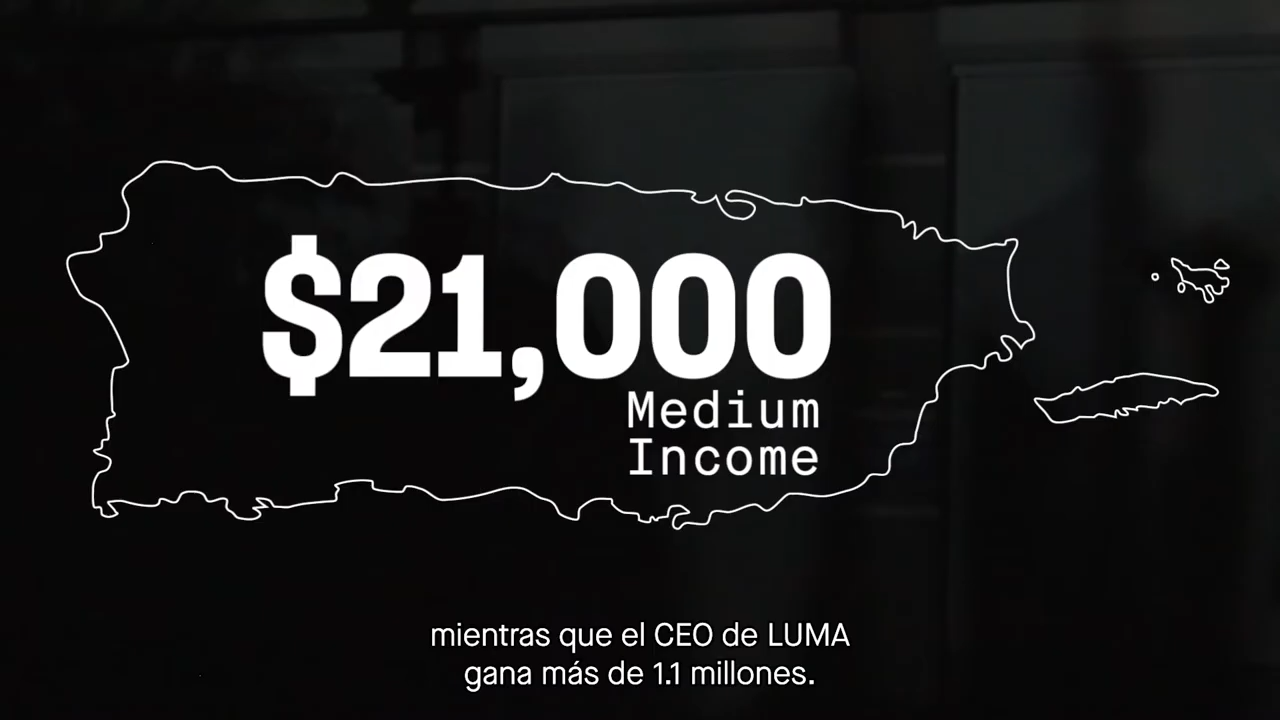 $21,000
Medium
Income
mientras que el CEO de LUMA
gana más de 1.1 millones.